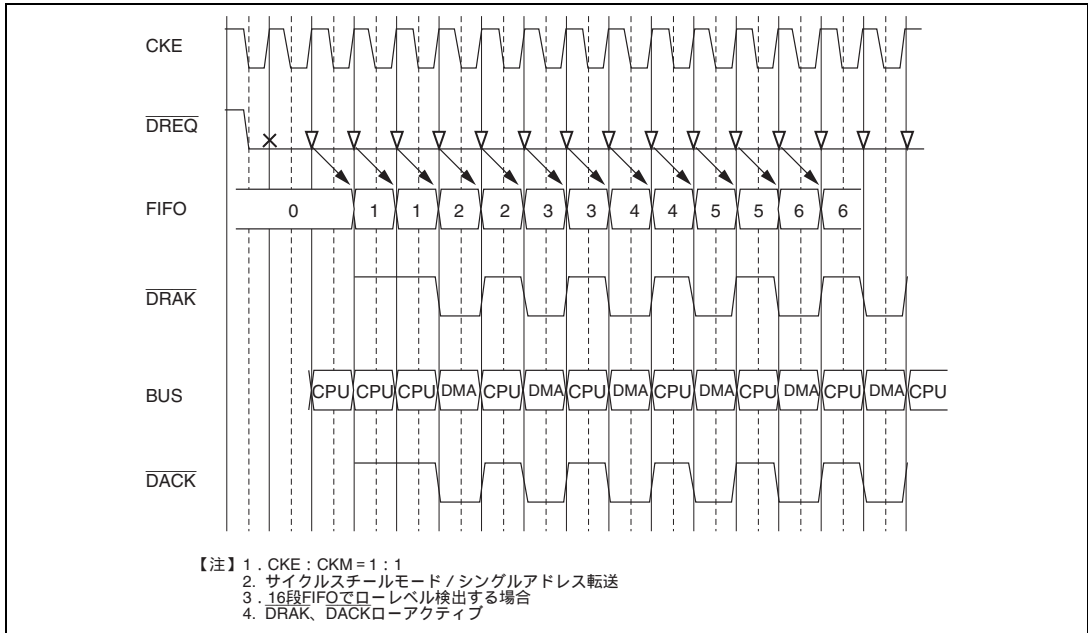 CKE
DREQ
FIFO
0 1 1 2 2 3 3 4 4 5 5 6 6
DRAK
BUS
CPU CPU CPU DMA CPU DMA CPU DMA CPU DMA CPU DMA CPU DMA CPU
DACK
【注】1．CKE：CKM＝1：1
2．サイクルスチールモード／シングルアドレス転送
3．16段FIFOでローレベル検出する場合
4．DRAK、DACKローアクティブ